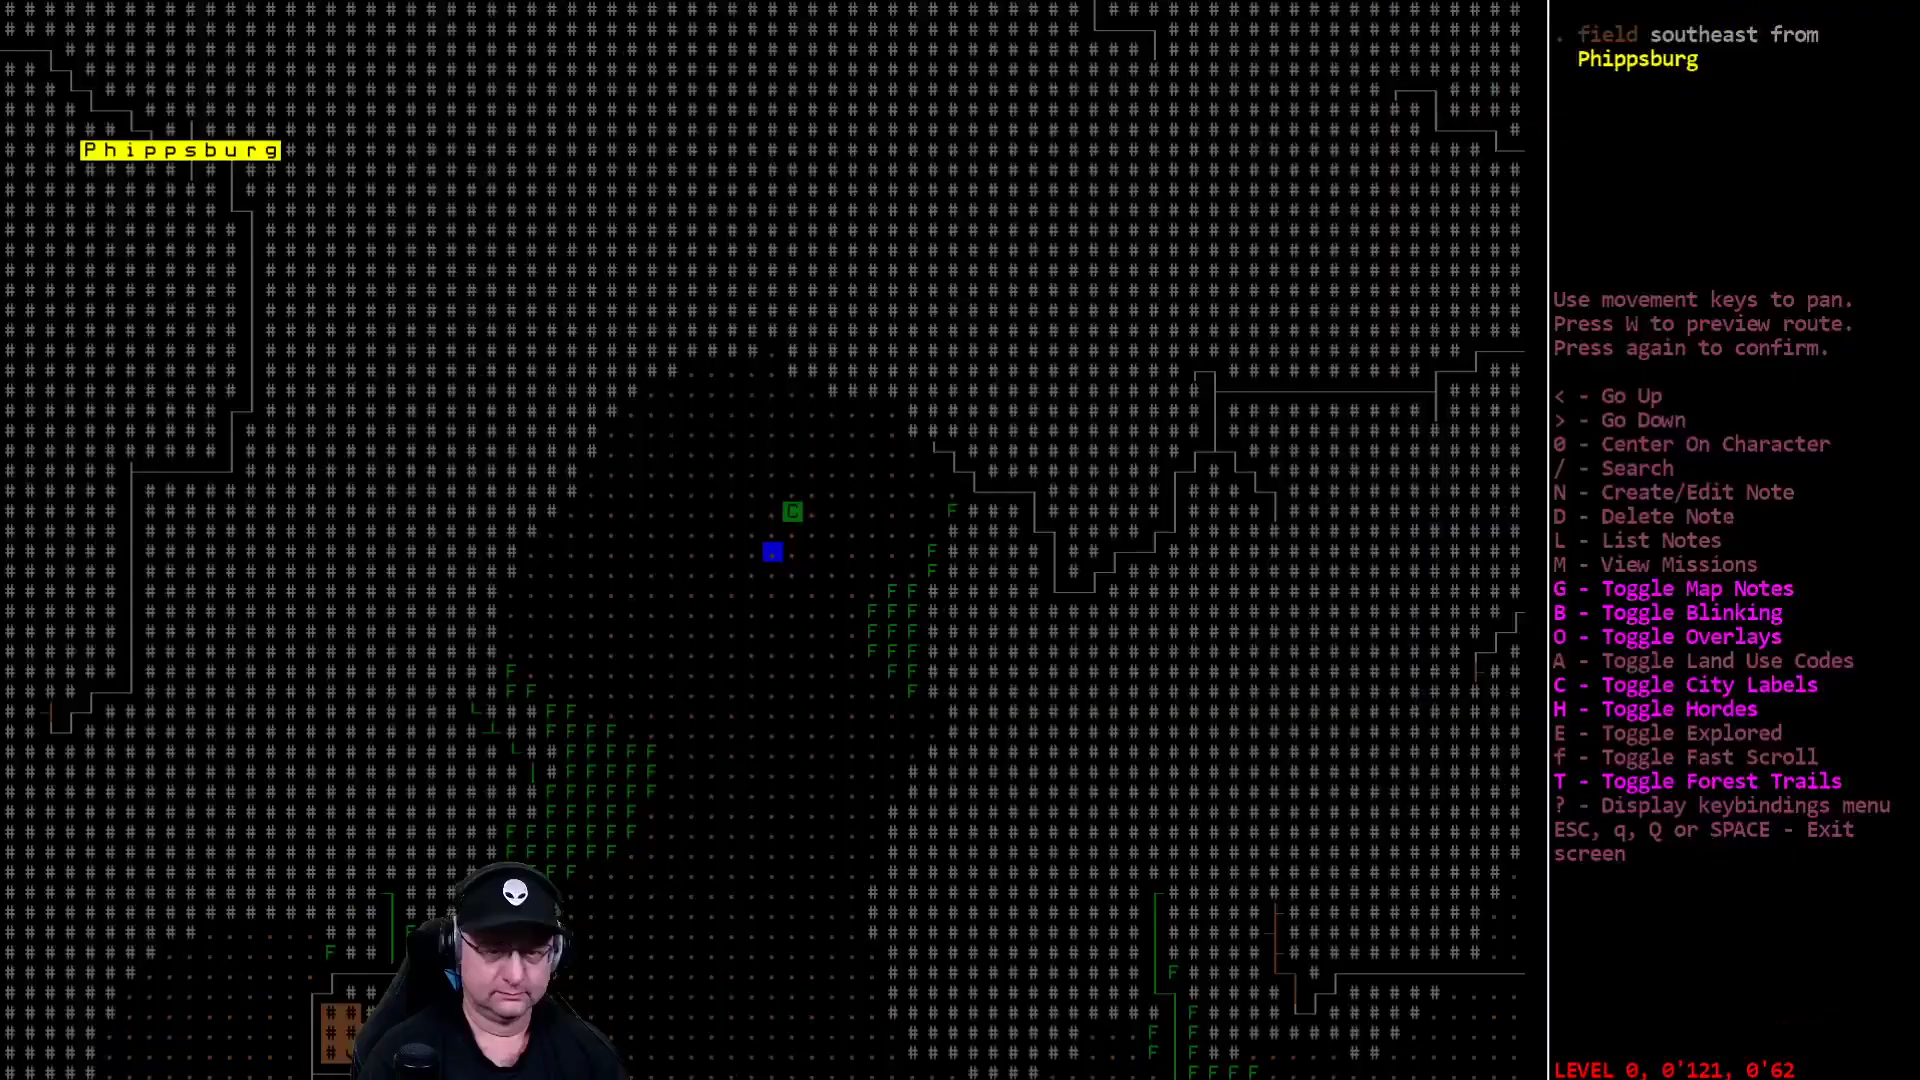 . field southeast from
Phippsburg
Phippsburg
Use movement keys to pan.
Press W to preview route.
Press again to confirm.
< - Go Up
> - Go Down
0 - Center On Character
/ - Search
N - Create/Edit Note
D - Delete Note
L - List Notes
M - View Missions
G - Toggle Map Notes
B - Toggle Blinking
O - Toggle Overlays
A - Toggle Land Use Codes
C - Toggle City Labels
H - Toggle Hordes
E - Toggle Explored
f - Toggle Fast Scroll
T - Toggle Forest Trails
? - Display keybindings menu
ESC, q, Q or SPACE - Exit
screen
C
LEVEL 0, 0'121, 0'62